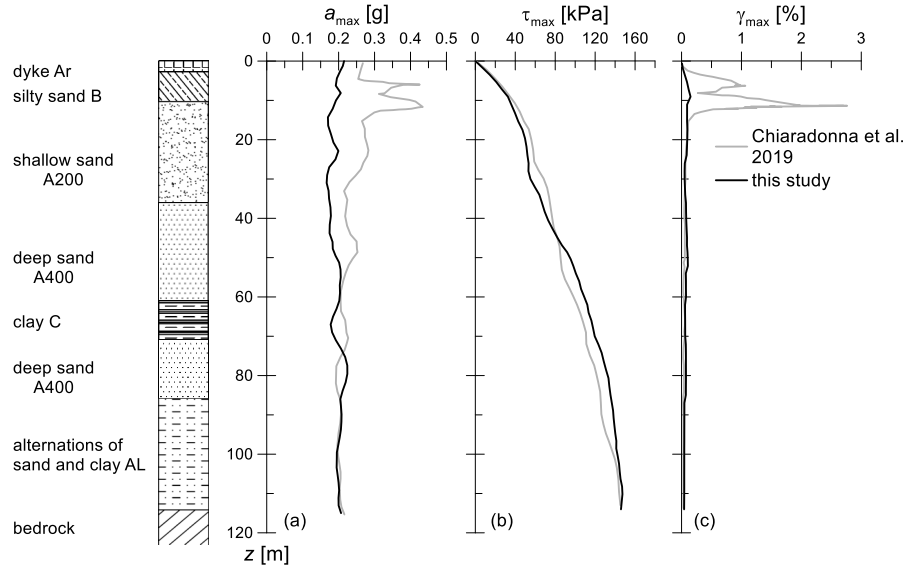 a_max [g]
0 0.1 0.2 0.3 0.4 0.5
τ_max [kPa]
0 40 80 120 160
γ_max [%]
0 1 2 3
dyke Ar
silty sand B
shallow sand
A200
deep sand
A400
clay C
deep sand
A400
alternations of
sand and clay AL
bedrock
0
20
40
60
80
100
120
z [m]
(a)
(b)
(c)
Chiaradonna et al.
2019
this study